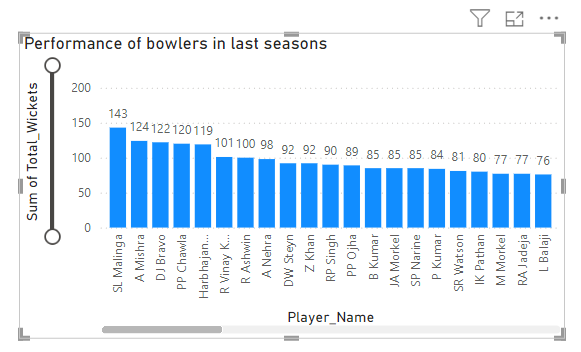 Performance of bowlers in last seasons
Sum of Total_Wickets
200
150
100
50
0
143
124
122
120
119
101
100
98
92
92
90
89
85
85
85
84
81
80
77
77
76
SL Malinga
A Mishra
DJ Bravo
PP Chawla
Harbhajan...
R Vinay K...
R Ashwin
A Nehra
DW Steyn
Z Khan
RP Singh
PP Ojha
B Kumar
JA Morkel
SP Narine
P Kumar
SR Watson
IK Pathan
M Morkel
RA Jadeja
L Balaji
Player_Name